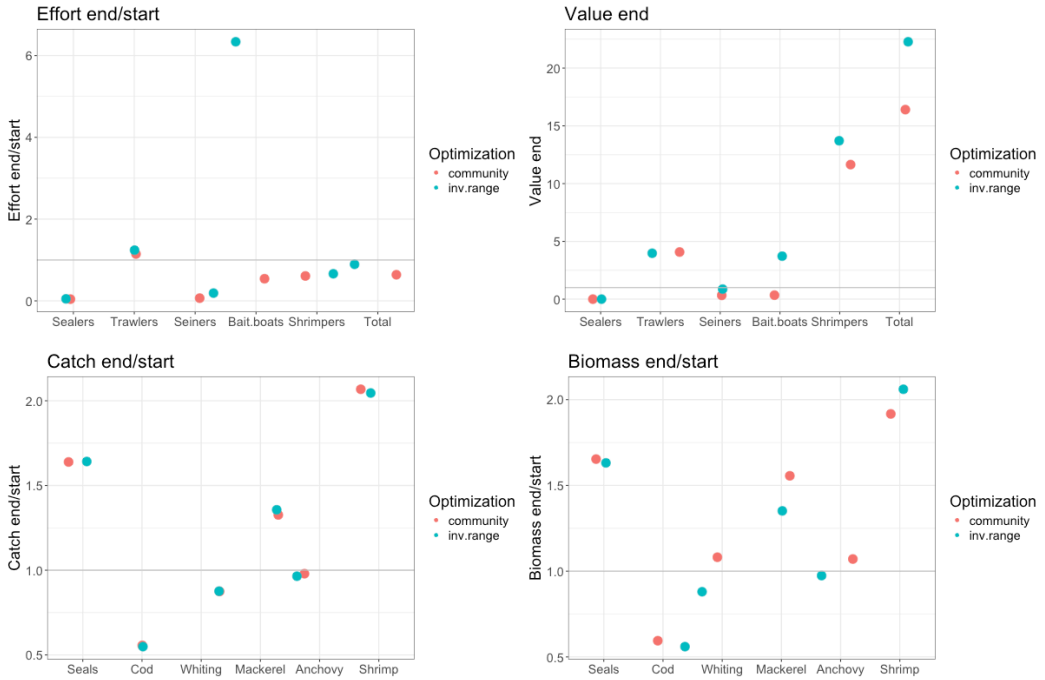 Effort end/start
Effort end/start
6
4
2
0
Sealers Trawlers Seiners Bait.boats Shrimpers Total
Optimization
community
inv.range
Value end
Value end
20
15
10
5
0
Sealers Trawlers Seiners Bait.boats Shrimpers Total
Optimization
community
inv.range
Catch end/start
Catch end/start
2.0
1.5
1.0
0.5
Seals Cod Whiting Mackerel Anchovy Shrimp
Optimization
community
inv.range
Biomass end/start
Biomass end/start
2.0
1.5
1.0
0.5
Seals Cod Whiting Mackerel Anchovy Shrimp
Optimization
community
inv.range